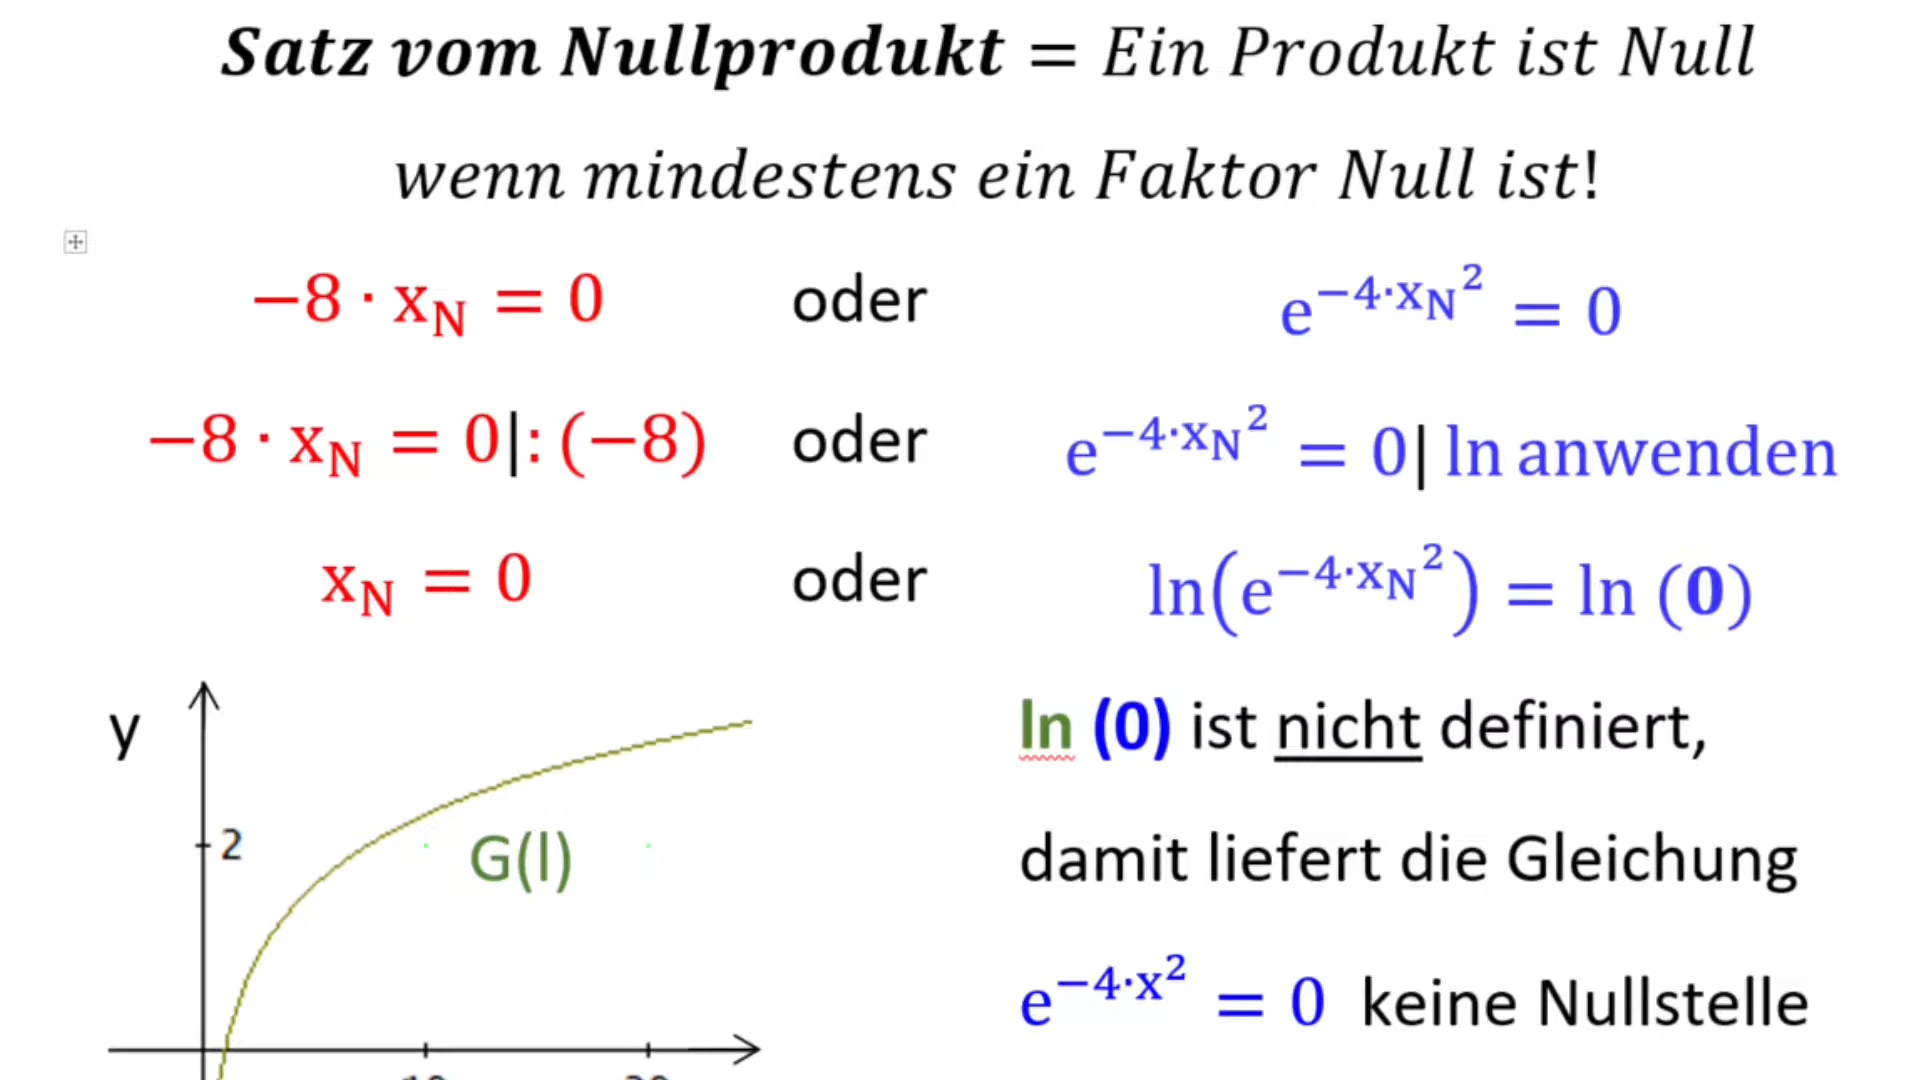 Satz vom Nullprodukt = Ein Produkt ist Null
wenn mindestens ein Faktor Null ist!
−8 · x_N = 0 oder e^(−4·x_N²) = 0
−8 · x_N = 0|: (−8) oder e^(−4·x_N²) = 0| ln anwenden
x_N = 0 oder ln(e^(−4·x_N²)) = ln (0)
y
2
G(l)
ln (0) ist nicht definiert,
damit liefert die Gleichung
e^(−4·x²) = 0 keine Nullstelle